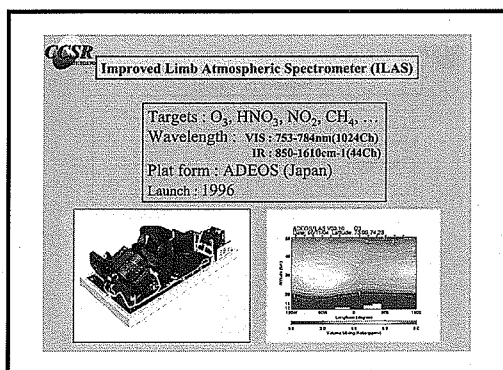 CCSR
Improved Limb Atmospheric Spectrometer (ILAS)
Targets : O₃, HNO₃, NO₂, CH₄, …
Wavelength : VIS : 753-784nm(1024Ch)
IR : 850-1610cm-1(44Ch)
Plat form : ADEOS (Japan)
Launch : 1996